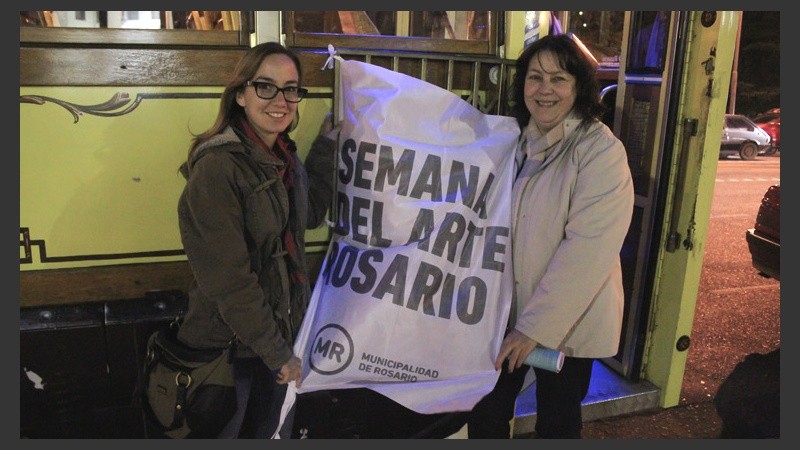 SEMANA
DEL ARTE
ROSARIO
MR
MUNICIPALIDAD
DE ROSARIO